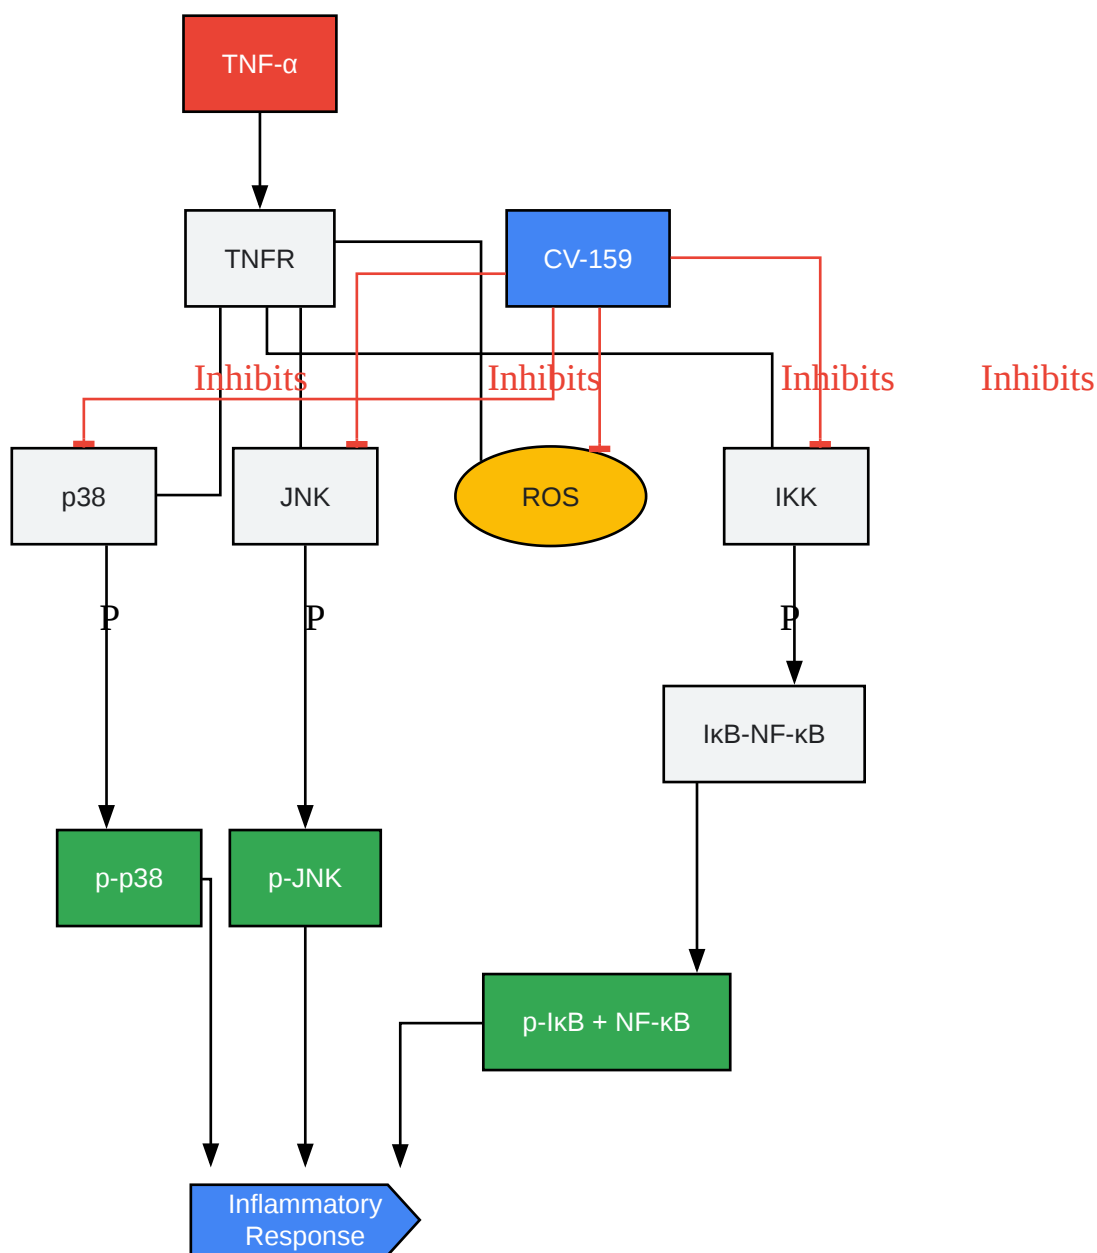 TNF-α
TNFR
CV-159
Inhibits
Inhibits
Inhibits
Inhibits
p38
JNK
ROS
IKK
P
P
P
IκB-NF-κB
p-p38
p-JNK
p-IκB + NF-κB
Inflammatory
Response